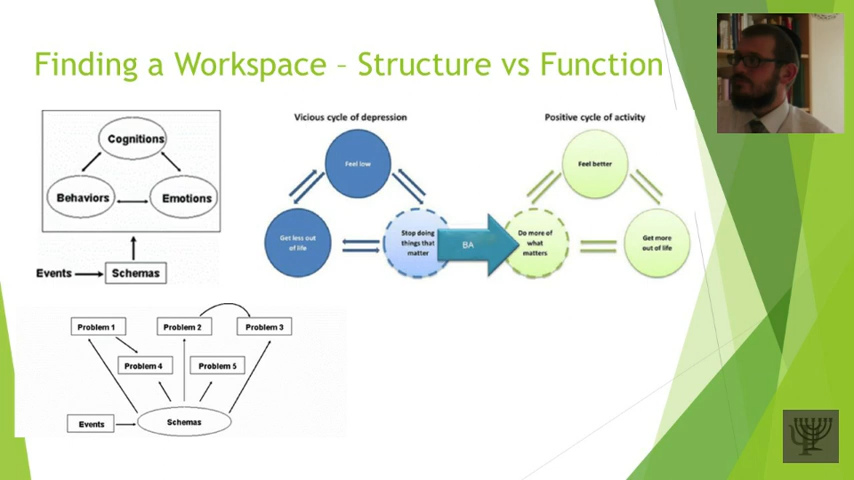 Finding a Workspace – Structure vs Function
Cognitions
Behaviors
Emotions
Events
Schemas
Vicious cycle of depression
Feel low
Get less out
of life
Stop doing
things that
matter
BA
Positive cycle of activity
Feel better
Do more of
what
matters
Get more
out of life
Problem 1
Problem 2
Problem 3
Problem 4
Problem 5
Events
Schemas